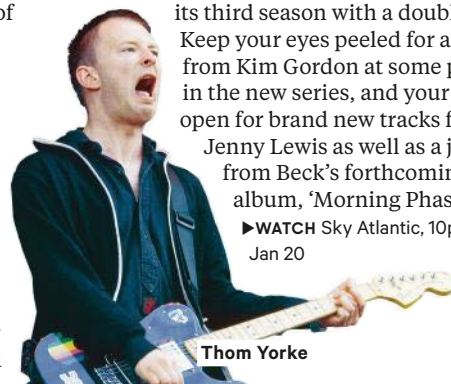 of
its third season with a doubl
Keep your eyes peeled for a
from Kim Gordon at some p
in the new series, and your
open for brand new tracks f
Jenny Lewis as well as a j
from Beck's forthcomin
album, 'Morning Phas
▶WATCH Sky Atlantic, 10p
Jan 20
Thom Yorke